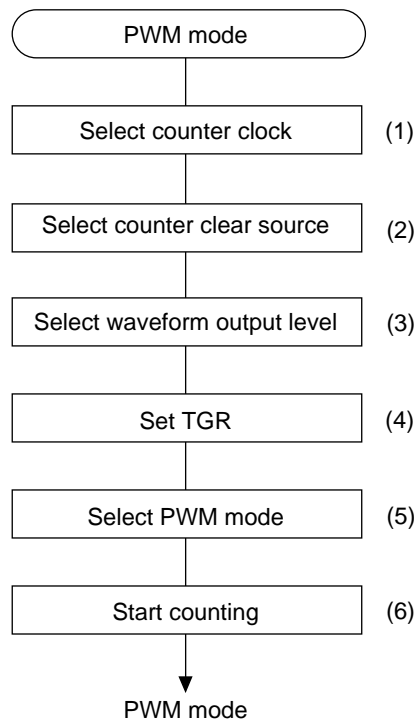 PWM mode
Select counter clock (1)
Select counter clear source (2)
Select waveform output level (3)
Set TGR (4)
Select PWM mode (5)
Start counting (6)
PWM mode